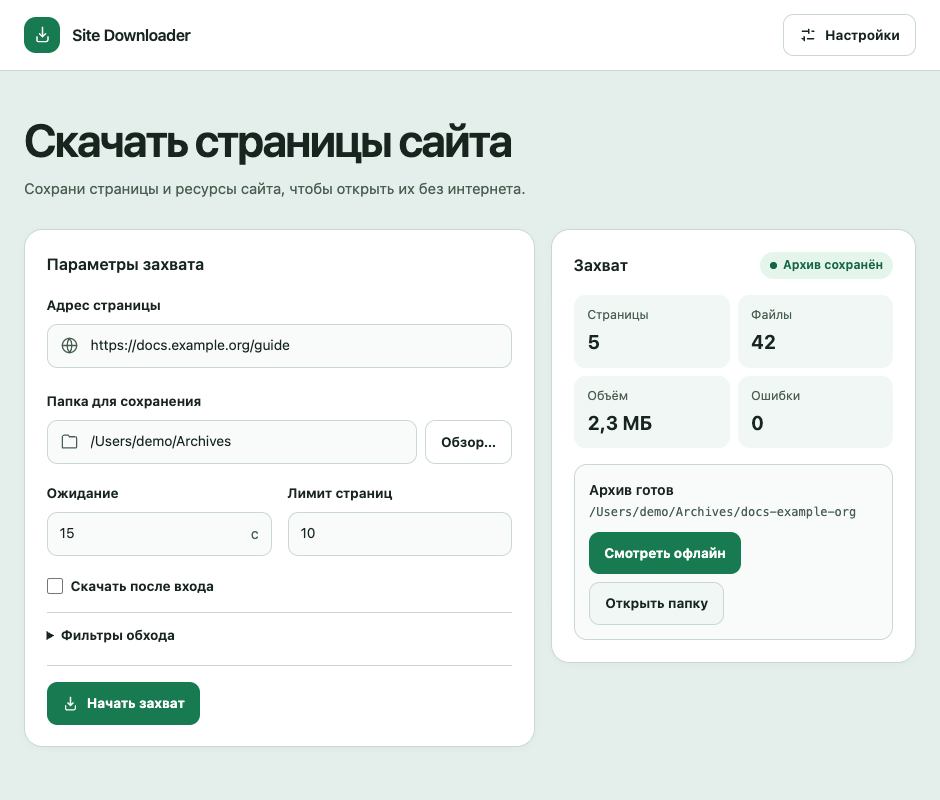 Site Downloader
Настройки
Скачать страницы сайта
Сохрани страницы и ресурсы сайта, чтобы открыть их без интернета.
Параметры захвата
Адрес страницы
https://docs.example.org/guide
Папка для сохранения
/Users/demo/Archives
Обзор...
Ожидание
Лимит страниц
15
с
10
Скачать после входа
Фильтры обхода
Начать захват
Захват
Архив сохранён
Страницы
5
Файлы
42
Объём
2,3 МБ
Ошибки
0
Архив готов
/Users/demo/Archives/docs-example-org
Смотреть офлайн
Открыть папку